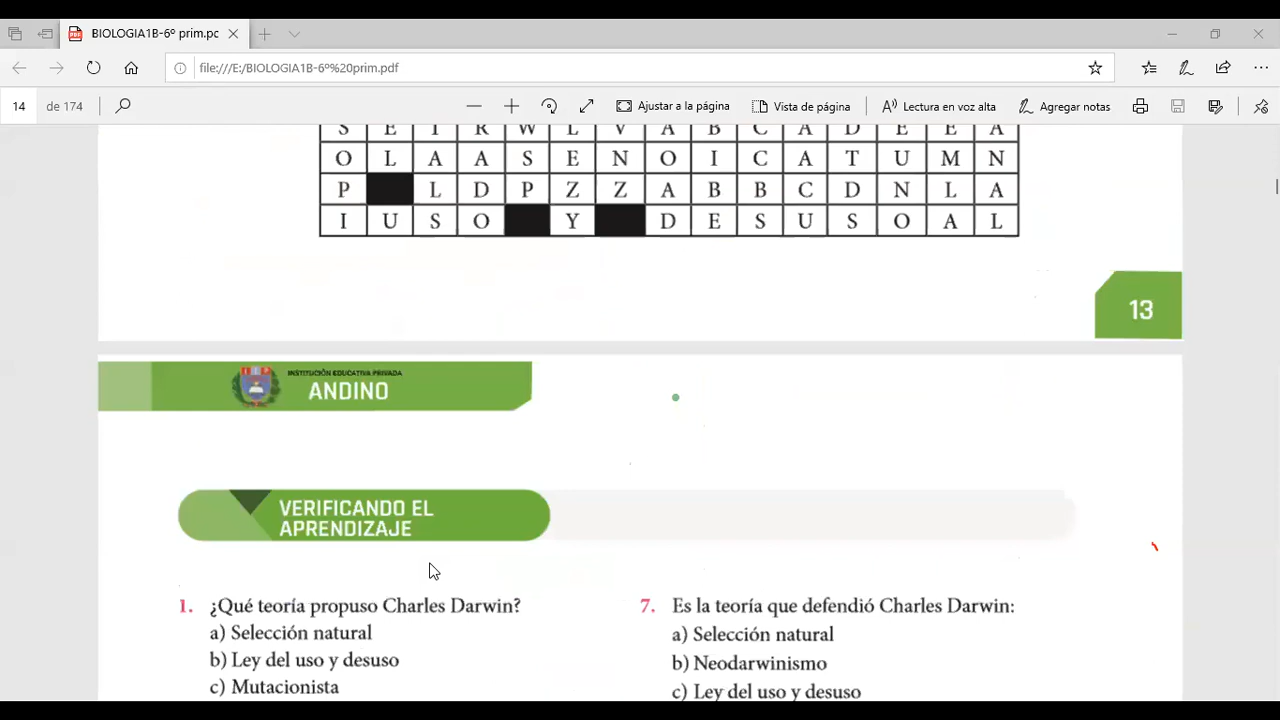 BIOLOGIA1B-6º prim.pc
file:///E:/BIOLOGIA1B-6º%20prim.pdf
14 de 174
Ajustar a la página
Vista de página
Lectura en voz alta
Agregar notas
S E I R W L V A B C A D E E A
O L A A S E N O I C A T U M N
P L D P Z Z A B B C D N L A
I U S O Y D E S U S O A L
13
INSTITUCIÓN EDUCATIVA PRIVADA
ANDINO
VERIFICANDO EL
APRENDIZAJE
1. ¿Qué teoría propuso Charles Darwin?
a) Selección natural
b) Ley del uso y desuso
c) Mutacionista
7. Es la teoría que defendió Charles Darwin:
a) Selección natural
b) Neodarwinismo
c) Ley del uso y desuso